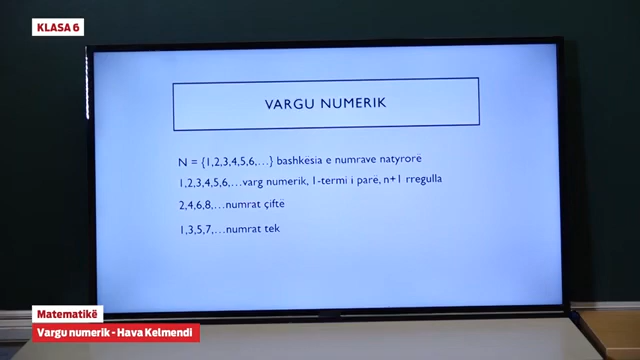 KLASA 6
VARGU NUMERIK
N = {1,2,3,4,5,6,...} bashkësia e numrave natyrorë
1,2,3,4,5,6,...varg numerik, 1-termi i parë, n+1 rregulla
2,4,6,8,...numrat çiftë
1,3,5,7,...numrat tek
Matematikë
Vargu numerik - Hava Kelmendi